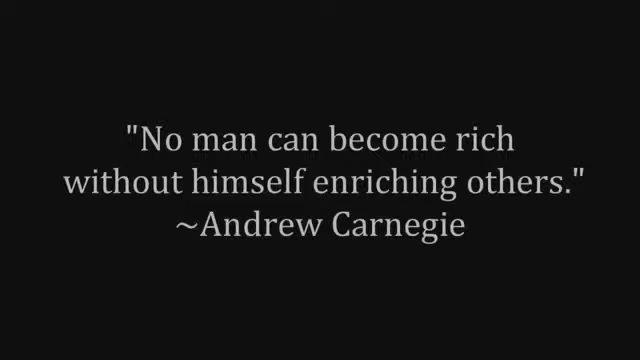 "No man can become rich
without himself enriching others."
~Andrew Carnegie